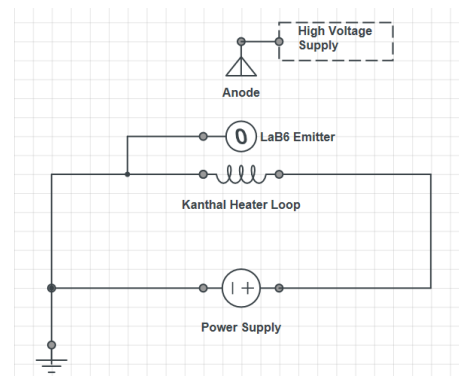 High Voltage
Supply
Anode
LaB6 Emitter
Kanthal Heater Loop
Power Supply